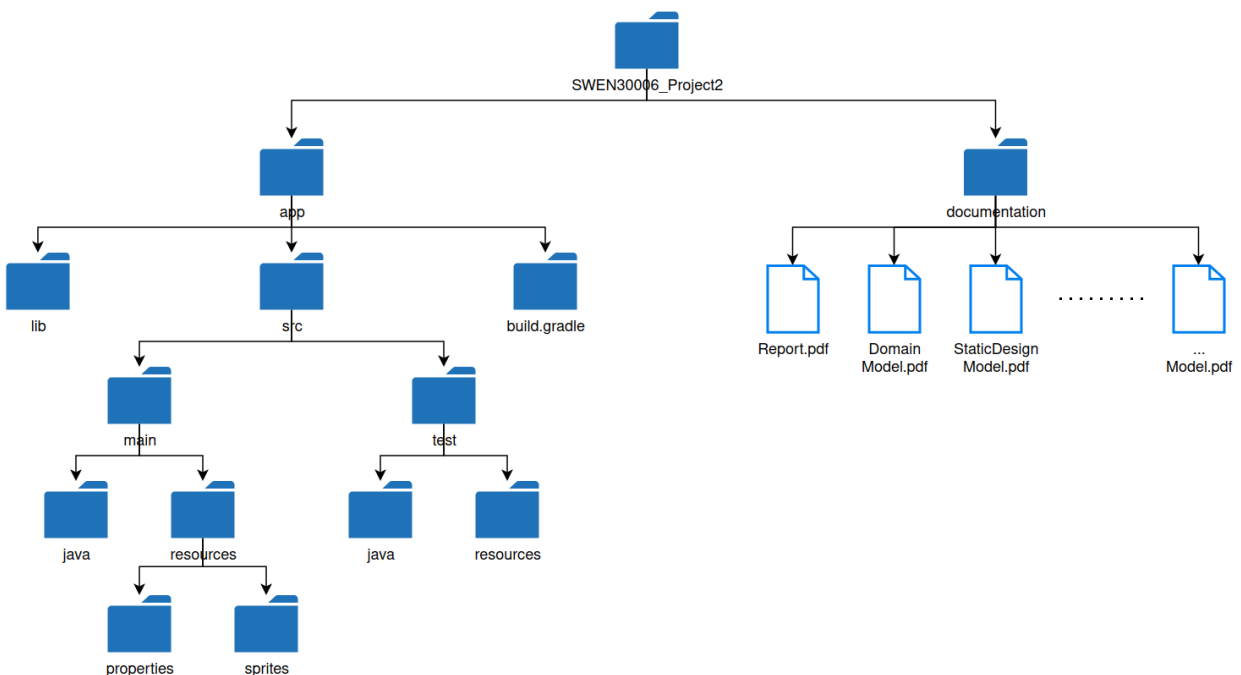 SWEN30006_Project2
app
documentation
lib
src
build.gradle
Report.pdf
Domain
Model.pdf
StaticDesign
Model.pdf
.........
...
Model.pdf
main
test
java
resources
java
resources
properties
sprites